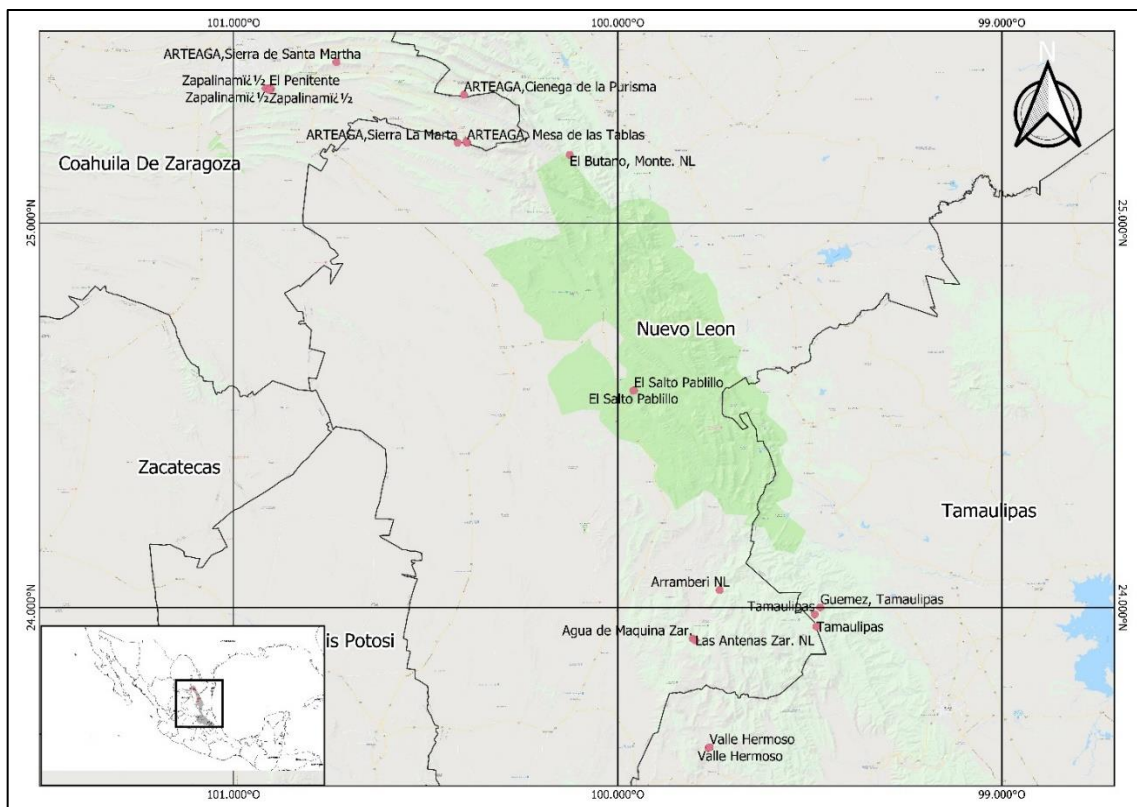 101.000°O 100.000°O 99.000°O
N
ARTEAGA,Sierra de Santa Martha
Zapalinamï¿½ El Penitente
Zapalinamï¿½ Zapalinamï¿½
ARTEAGA,Cienega de la Purisma
ARTEAGA,Sierra La Marta ARTEAGA, Mesa de las Tablas
El Butano, Monte. NL
Coahuila De Zaragoza
25.000°N 25.000°N
Nuevo Leon
El Salto Pablillo
El Salto Pablillo
Zacatecas
Tamaulipas
Arramberi NL
Guemez, Tamaulipas
Tamaulipas
24.000°N 24.000°N
Tamaulipas
Agua de Maquina Zar.
Las Antenas Zar. NL
is Potosi
Valle Hermoso
Valle Hermoso
101.000°O 100.000°O 99.000°O